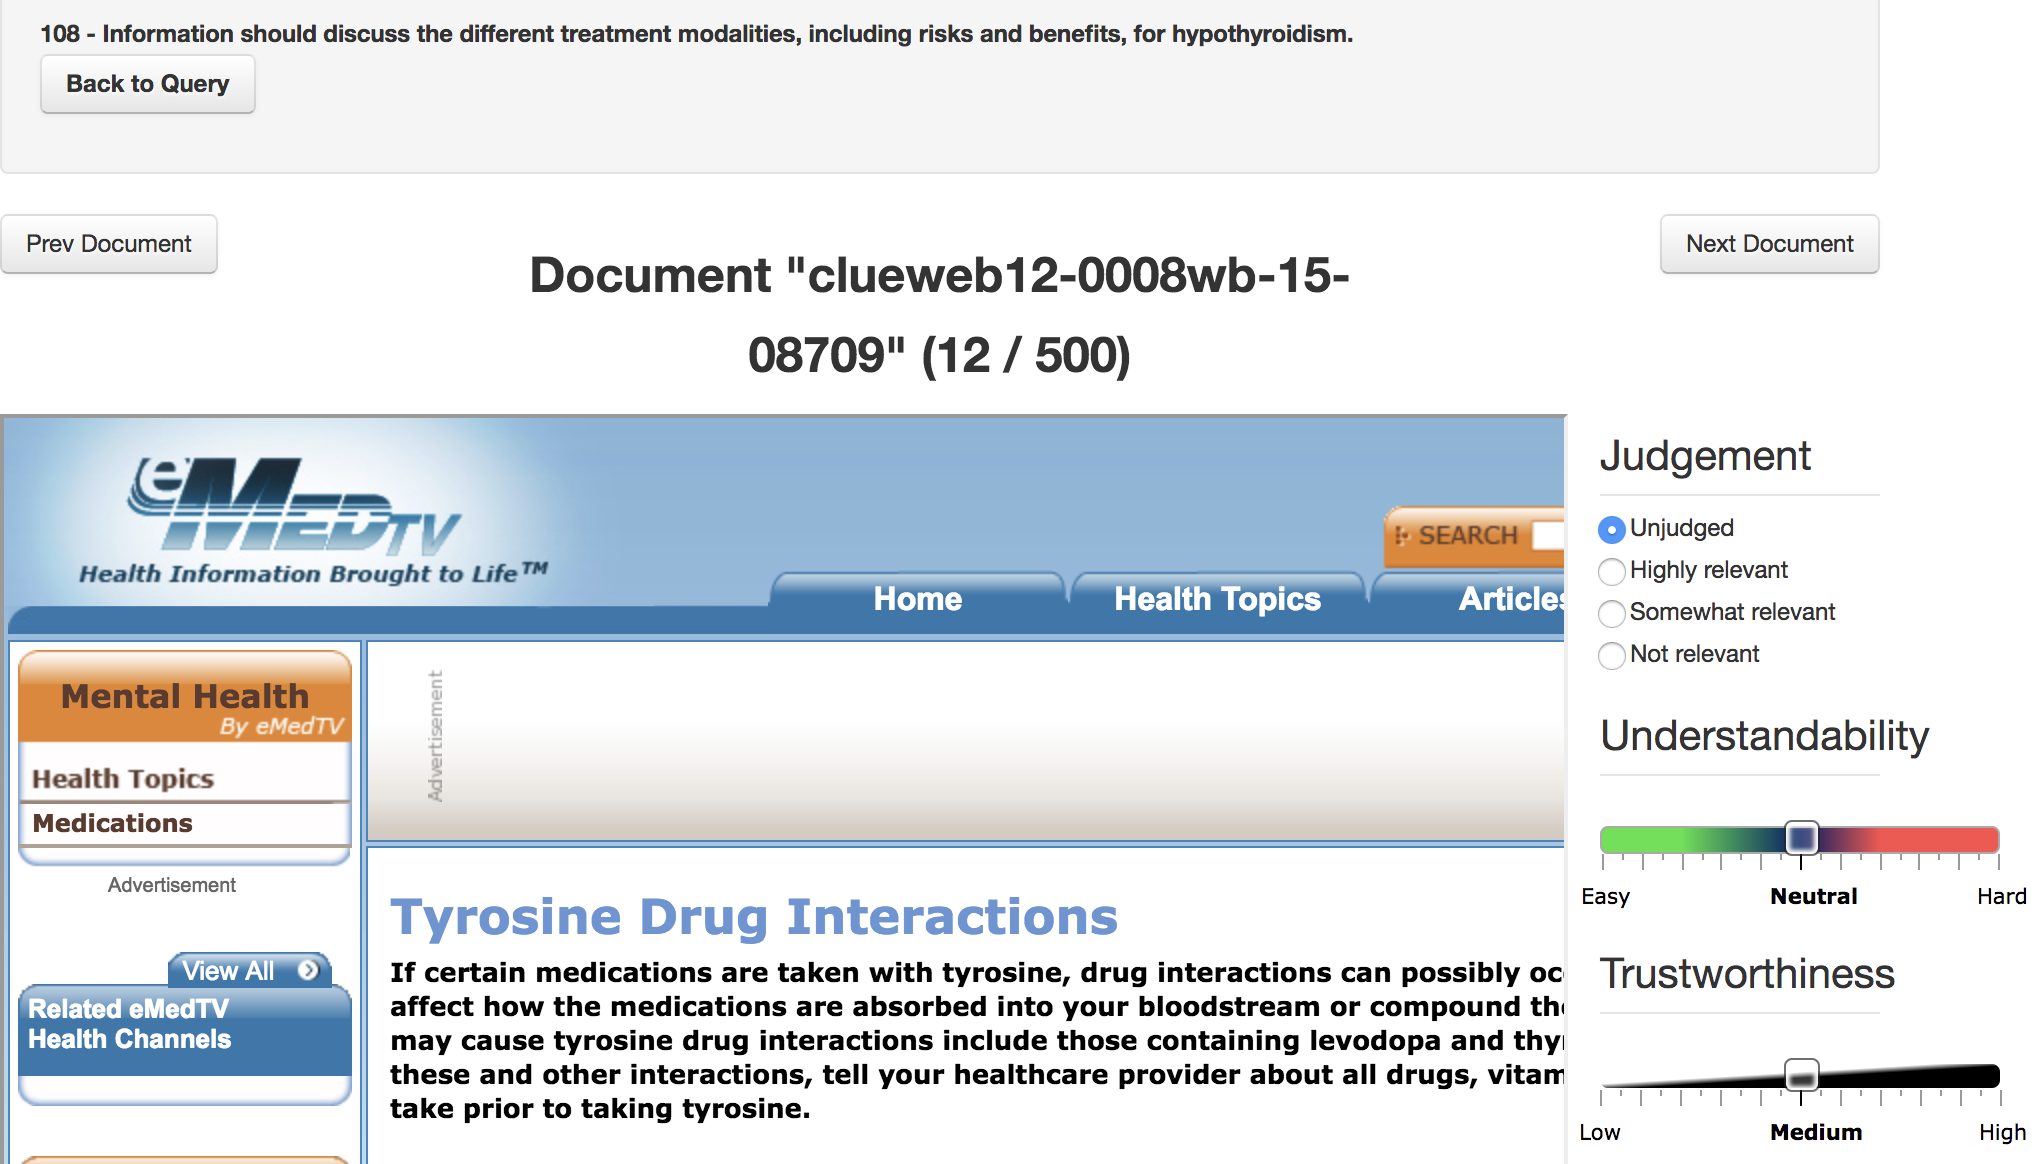 108 - Information should discuss the different treatment modalities, including risks and benefits, for hypothyroidism.
Back to Query
Prev Document
Next Document
Document "clueweb12-0008wb-15-
08709" (12 / 500)
eMedTV
Health Information Brought to Life™
SEARCH
Home
Health Topics
Articles
Mental Health
By eMedTV
Health Topics
Medications
Advertisement
View All
Related eMedTV
Health Channels
Advertisement
Tyrosine Drug Interactions
If certain medications are taken with tyrosine, drug interactions can possibly
affect how the medications are absorbed into your bloodstream or compound
may cause tyrosine drug interactions include those containing levodopa and
these and other interactions, tell your healthcare provider about all drugs,
take prior to taking tyrosine.
Judgement
Unjudged
Highly relevant
Somewhat relevant
Not relevant
Understandability
Easy
Neutral
Hard
Trustworthiness
Low
Medium
High